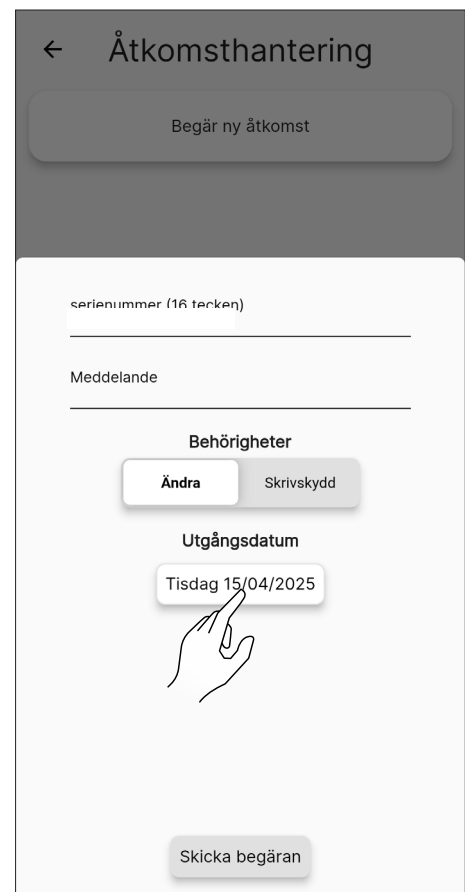 Åtkomsthantering
Begär ny åtkomst
serienummer (16 tecken)
Meddelande
Behörigheter
Ändra Skrivskydd
Utgångsdatum
Tisdag 15/04/2025
Skicka begäran